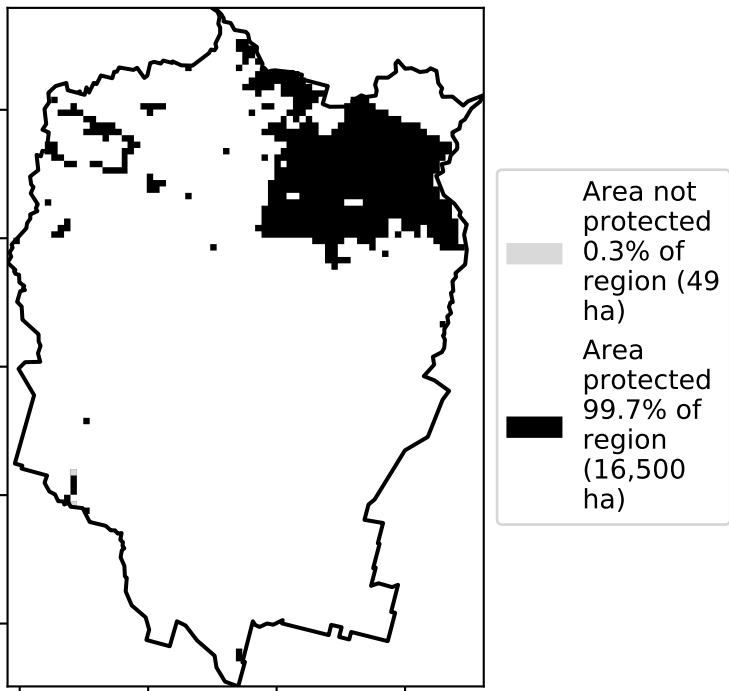 Area not
protected
0.3% of
region (49
ha)
Area
protected
99.7% of
region
(16,500
ha)